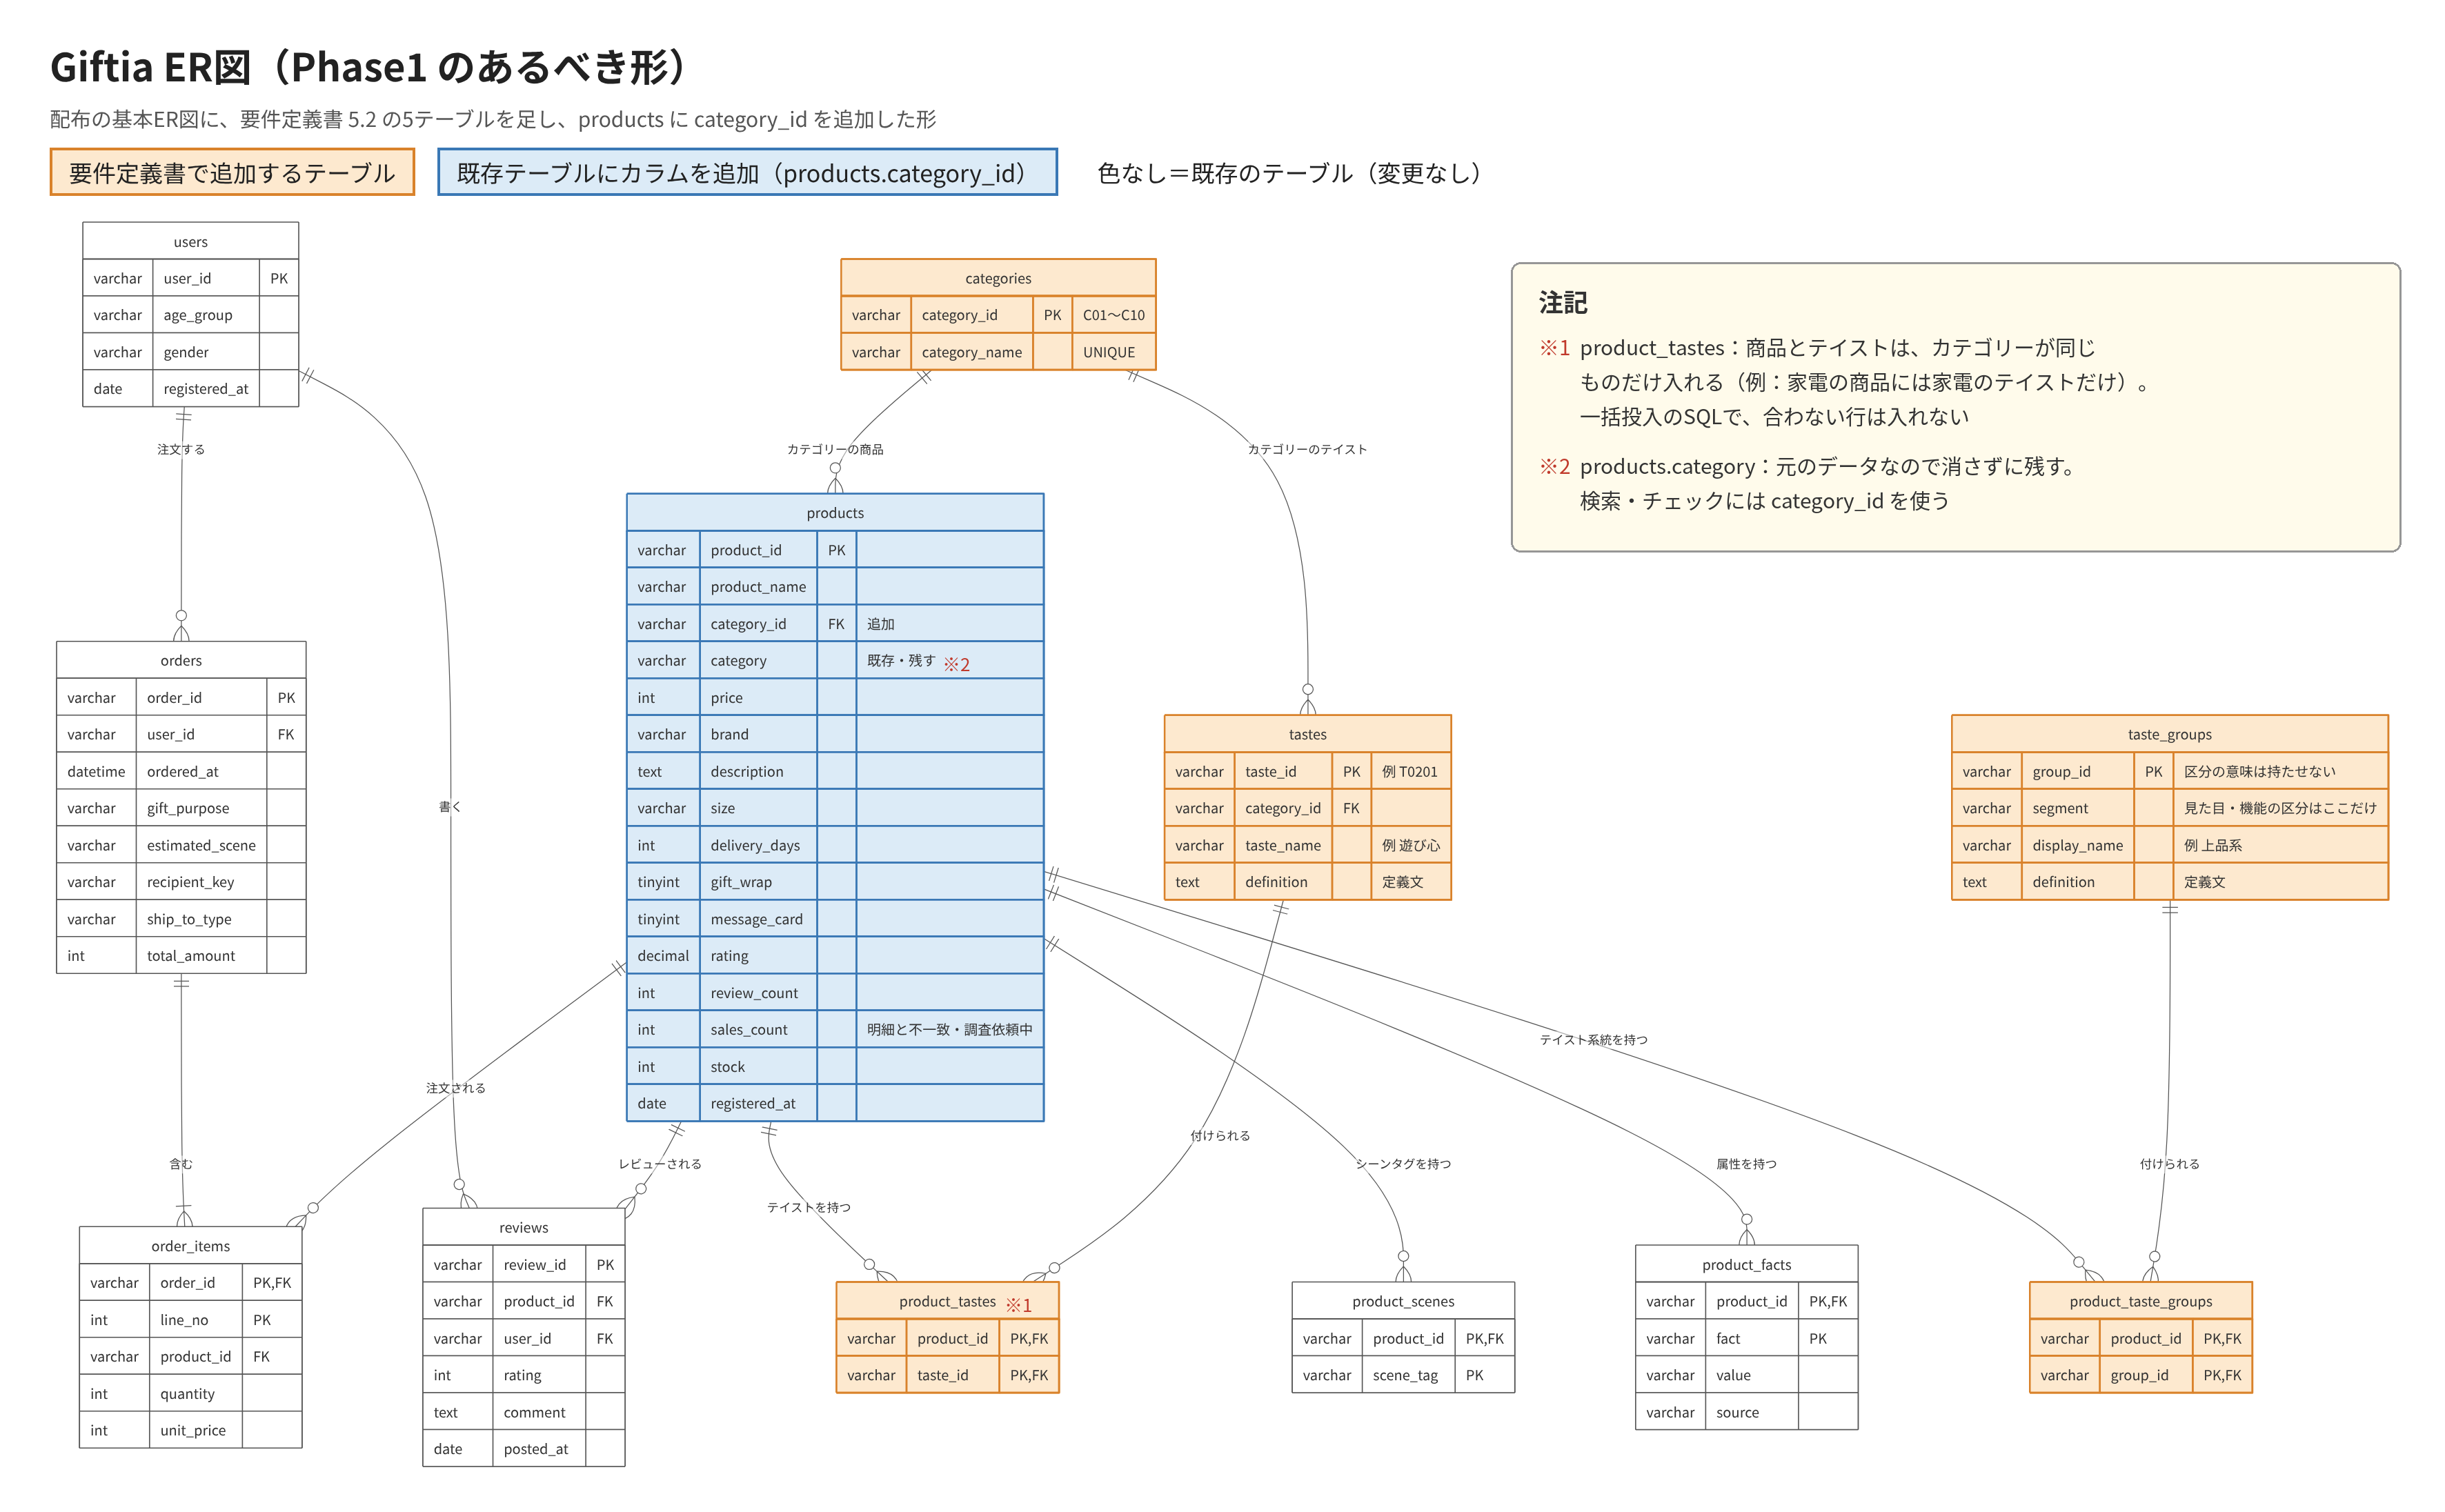 Giftia ER図（Phase1 のあるべき形）
配布の基本ER図に、要件定義書 5.2 の5テーブルを足し、products に category_id を追加した形
要件定義書で追加するテーブル
既存テーブルにカラムを追加（products.category_id）
色なし＝既存のテーブル（変更なし）
users
varchar user_id PK
varchar age_group
varchar gender
date registered_at
categories
varchar category_id PK C01～C10
varchar category_name UNIQUE
注記
※1 product_tastes：商品とテイストは、カテゴリーが同じ
ものだけ入れる（例：家電の商品には家電のテイストだけ）。
一括投入のSQLで、合わない行は入れない
※2 products.category：元のデータなので消さずに残す。
検索・チェックには category_id を使う
注文する
カテゴリーの商品
カテゴリーのテイスト
products
varchar product_id PK
varchar product_name
varchar category_id FK 追加
varchar category 既存・残す ※2
int price
varchar brand
text description
varchar size
int delivery_days
tinyint gift_wrap
tinyint message_card
decimal rating
int review_count
int sales_count 明細と不一致・調査依頼中
int stock
date registered_at
orders
varchar order_id PK
varchar user_id FK
datetime ordered_at
varchar gift_purpose
varchar estimated_scene
varchar recipient_key
varchar ship_to_type
int total_amount
書く
tastes
varchar taste_id PK 例 T0201
varchar category_id FK
varchar taste_name 例 遊び心
text definition 定義文
taste_groups
varchar group_id PK 区分の意味は持たせない
varchar segment 見た目・機能の区分はここだけ
varchar display_name 例 上品系
text definition 定義文
テイスト系統を持つ
注文される
付けられる
含む
レビューされる
シーンタグを持つ
属性を持つ
付けられる
テイストを持つ
order_items
varchar order_id PK,FK
int line_no PK
varchar product_id FK
int quantity
int unit_price
reviews
varchar review_id PK
varchar product_id FK
varchar user_id FK
int rating
text comment
date posted_at
product_tastes ※1
varchar product_id PK,FK
varchar taste_id PK,FK
product_scenes
varchar product_id PK,FK
varchar scene_tag PK
product_facts
varchar product_id PK,FK
varchar fact PK
varchar value
varchar source
product_taste_groups
varchar product_id PK,FK
varchar group_id PK,FK